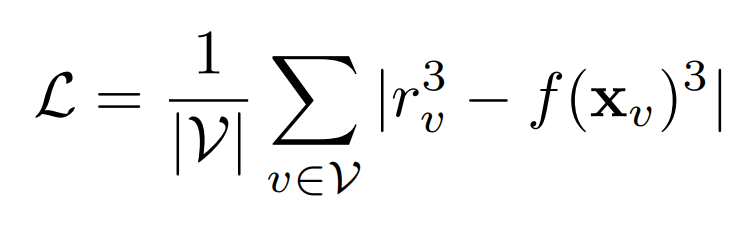 $\mathcal{L} = \frac{1}{|\mathcal{V}|} \sum_{v \in \mathcal{V}} |r_v^3 - f(\mathbf{x}_v)^3|$